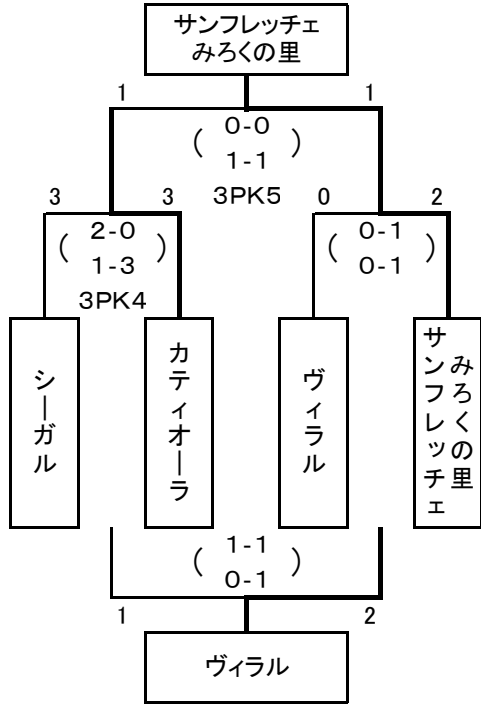 サンフレッチェ
みろくの里
1 1
( 0-0 )
1-1
3PK5
3 3 0 2
( 2-0 ) ( 0-1 )
1-3 0-1
3PK4
シーガル
カティオーラ
ヴィラル
サンフレッチェ
みろくの里
( 1-1 )
0-1
1 2
ヴィラル